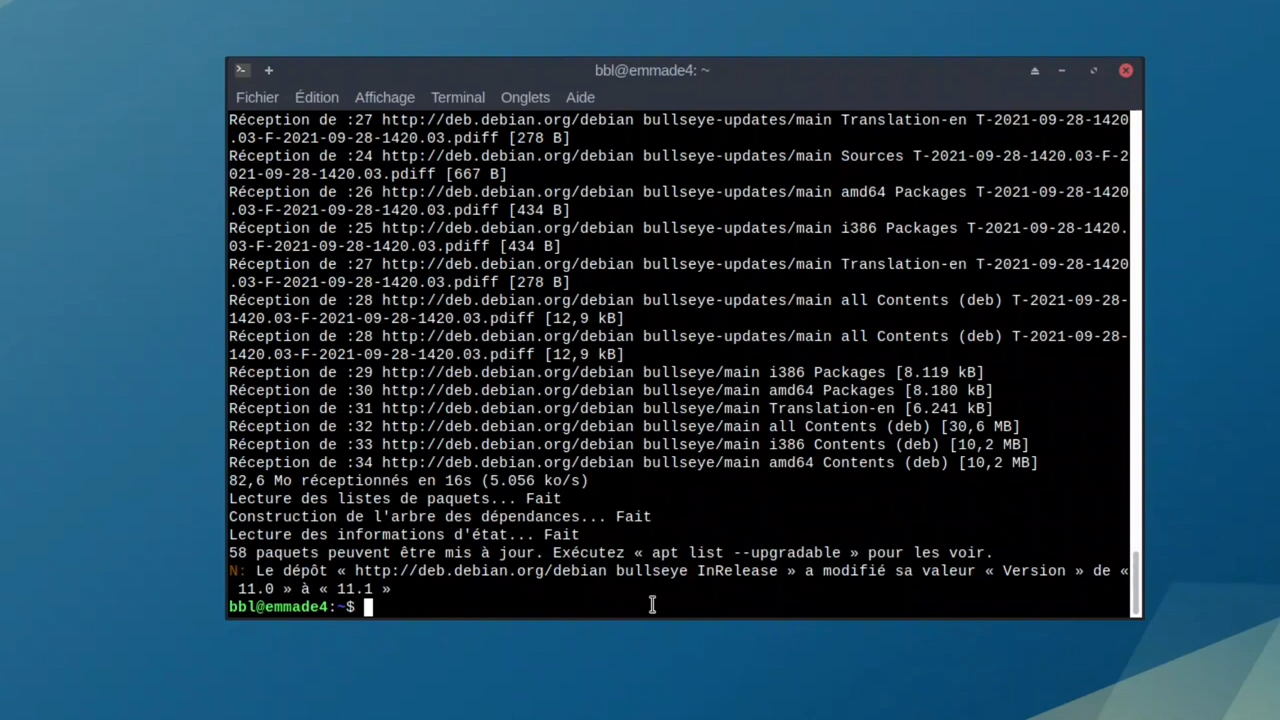 bbl@emmade4: ~
Fichier Édition Affichage Terminal Onglets Aide
Réception de :27 http://deb.debian.org/debian bullseye-updates/main Translation-en T-2021-09-28-1420
.03-F-2021-09-28-1420.03.pdiff [278 B]
Réception de :24 http://deb.debian.org/debian bullseye-updates/main Sources T-2021-09-28-1420.03-F-2
021-09-28-1420.03.pdiff [667 B]
Réception de :26 http://deb.debian.org/debian bullseye-updates/main amd64 Packages T-2021-09-28-1420
.03-F-2021-09-28-1420.03.pdiff [434 B]
Réception de :25 http://deb.debian.org/debian bullseye-updates/main i386 Packages T-2021-09-28-1420.
03-F-2021-09-28-1420.03.pdiff [434 B]
Réception de :27 http://deb.debian.org/debian bullseye-updates/main Translation-en T-2021-09-28-1420
.03-F-2021-09-28-1420.03.pdiff [278 B]
Réception de :28 http://deb.debian.org/debian bullseye-updates/main all Contents (deb) T-2021-09-28-
1420.03-F-2021-09-28-1420.03.pdiff [12,9 kB]
Réception de :28 http://deb.debian.org/debian bullseye-updates/main all Contents (deb) T-2021-09-28-
1420.03-F-2021-09-28-1420.03.pdiff [12,9 kB]
Réception de :29 http://deb.debian.org/debian bullseye/main i386 Packages [8.119 kB]
Réception de :30 http://deb.debian.org/debian bullseye/main amd64 Packages [8.180 kB]
Réception de :31 http://deb.debian.org/debian bullseye/main Translation-en [6.241 kB]
Réception de :32 http://deb.debian.org/debian bullseye/main all Contents (deb) [30,6 MB]
Réception de :33 http://deb.debian.org/debian bullseye/main i386 Contents (deb) [10,2 MB]
Réception de :34 http://deb.debian.org/debian bullseye/main amd64 Contents (deb) [10,2 MB]
82,6 Mo réceptionnés en 16s (5.056 ko/s)
Lecture des listes de paquets... Fait
Construction de l'arbre des dépendances... Fait
Lecture des informations d'état... Fait
58 paquets peuvent être mis à jour. Exécutez « apt list --upgradable » pour les voir.
N: Le dépôt « http://deb.debian.org/debian bullseye InRelease » a modifié sa valeur « Version » de «
11.0 » à « 11.1 »
bbl@emmade4:~$